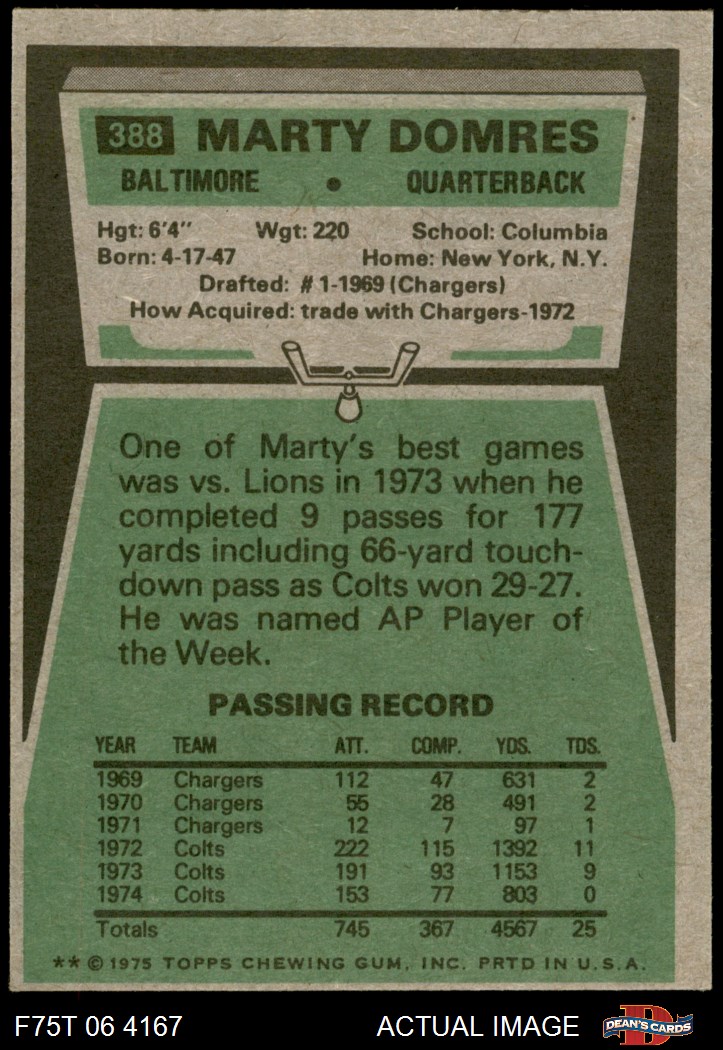 388 MARTY DOMRES
BALTIMORE • QUARTERBACK
Hgt: 6'4" Wgt: 220 School: Columbia
Born: 4-17-47 Home: New York, N.Y.
Drafted: #1-1969 (Chargers)
How Acquired: trade with Chargers-1972
One of Marty's best games
was vs. Lions in 1973 when he
completed 9 passes for 177
yards including 66-yard touch-
down pass as Colts won 29-27.
He was named AP Player of
the Week.
PASSING RECORD
YEAR TEAM ATT. COMP. YDS. TDS.
1969 Chargers 112 47 631 2
1970 Chargers 55 28 491 2
1971 Chargers 12 7 97 1
1972 Colts 222 115 1392 11
1973 Colts 191 93 1153 9
1974 Colts 153 77 803 0
Totals 745 367 4567 25
** © 1975 TOPPS CHEWING GUM, INC. PRTD IN U.S.A.
F75T 06 4167 ACTUAL IMAGE D DEAN'S CARDS